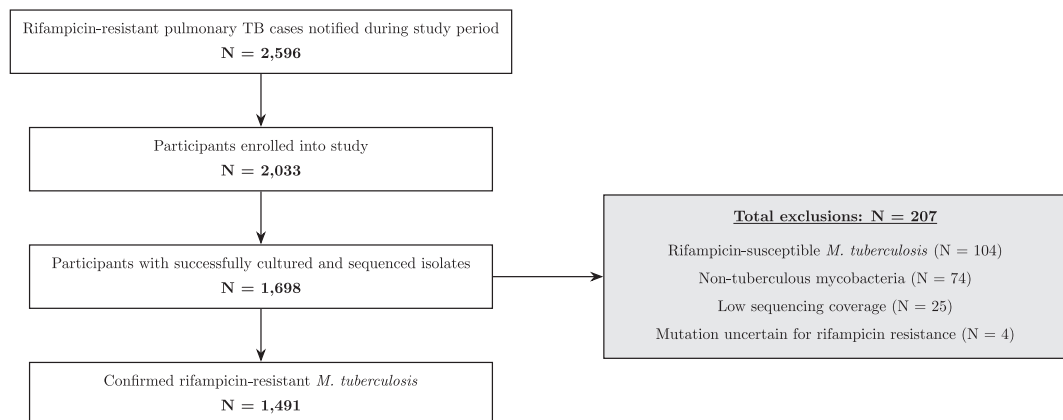 Rifampicin-resistant pulmonary TB cases notified during study period
N = 2,596
Participants enrolled into study
N = 2,033
Participants with successfully cultured and sequenced isolates
N = 1,698
Total exclusions: N = 207
Rifampicin-susceptible M. tuberculosis (N = 104)
Non-tuberculous mycobacteria (N = 74)
Low sequencing coverage (N = 25)
Mutation uncertain for rifampicin resistance (N = 4)
Confirmed rifampicin-resistant M. tuberculosis
N = 1,491